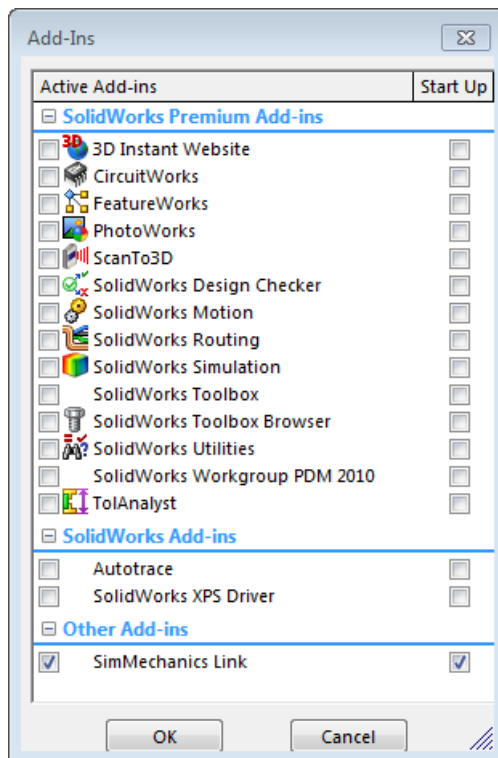 Add-Ins
Active Add-ins Start Up
SolidWorks Premium Add-ins
3D Instant Website
CircuitWorks
FeatureWorks
PhotoWorks
ScanTo3D
SolidWorks Design Checker
SolidWorks Motion
SolidWorks Routing
SolidWorks Simulation
SolidWorks Toolbox
SolidWorks Toolbox Browser
SolidWorks Utilities
SolidWorks Workgroup PDM 2010
TolAnalyst
SolidWorks Add-ins
Autotrace
SolidWorks XPS Driver
Other Add-ins
SimMechanics Link
OK Cancel